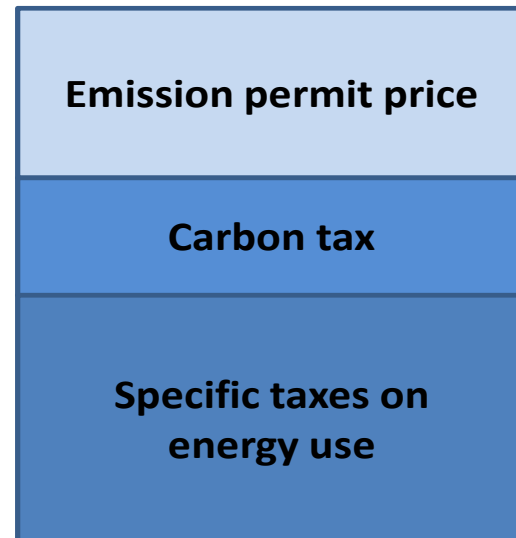 Emission permit price
Carbon tax
Specific taxes on
energy use